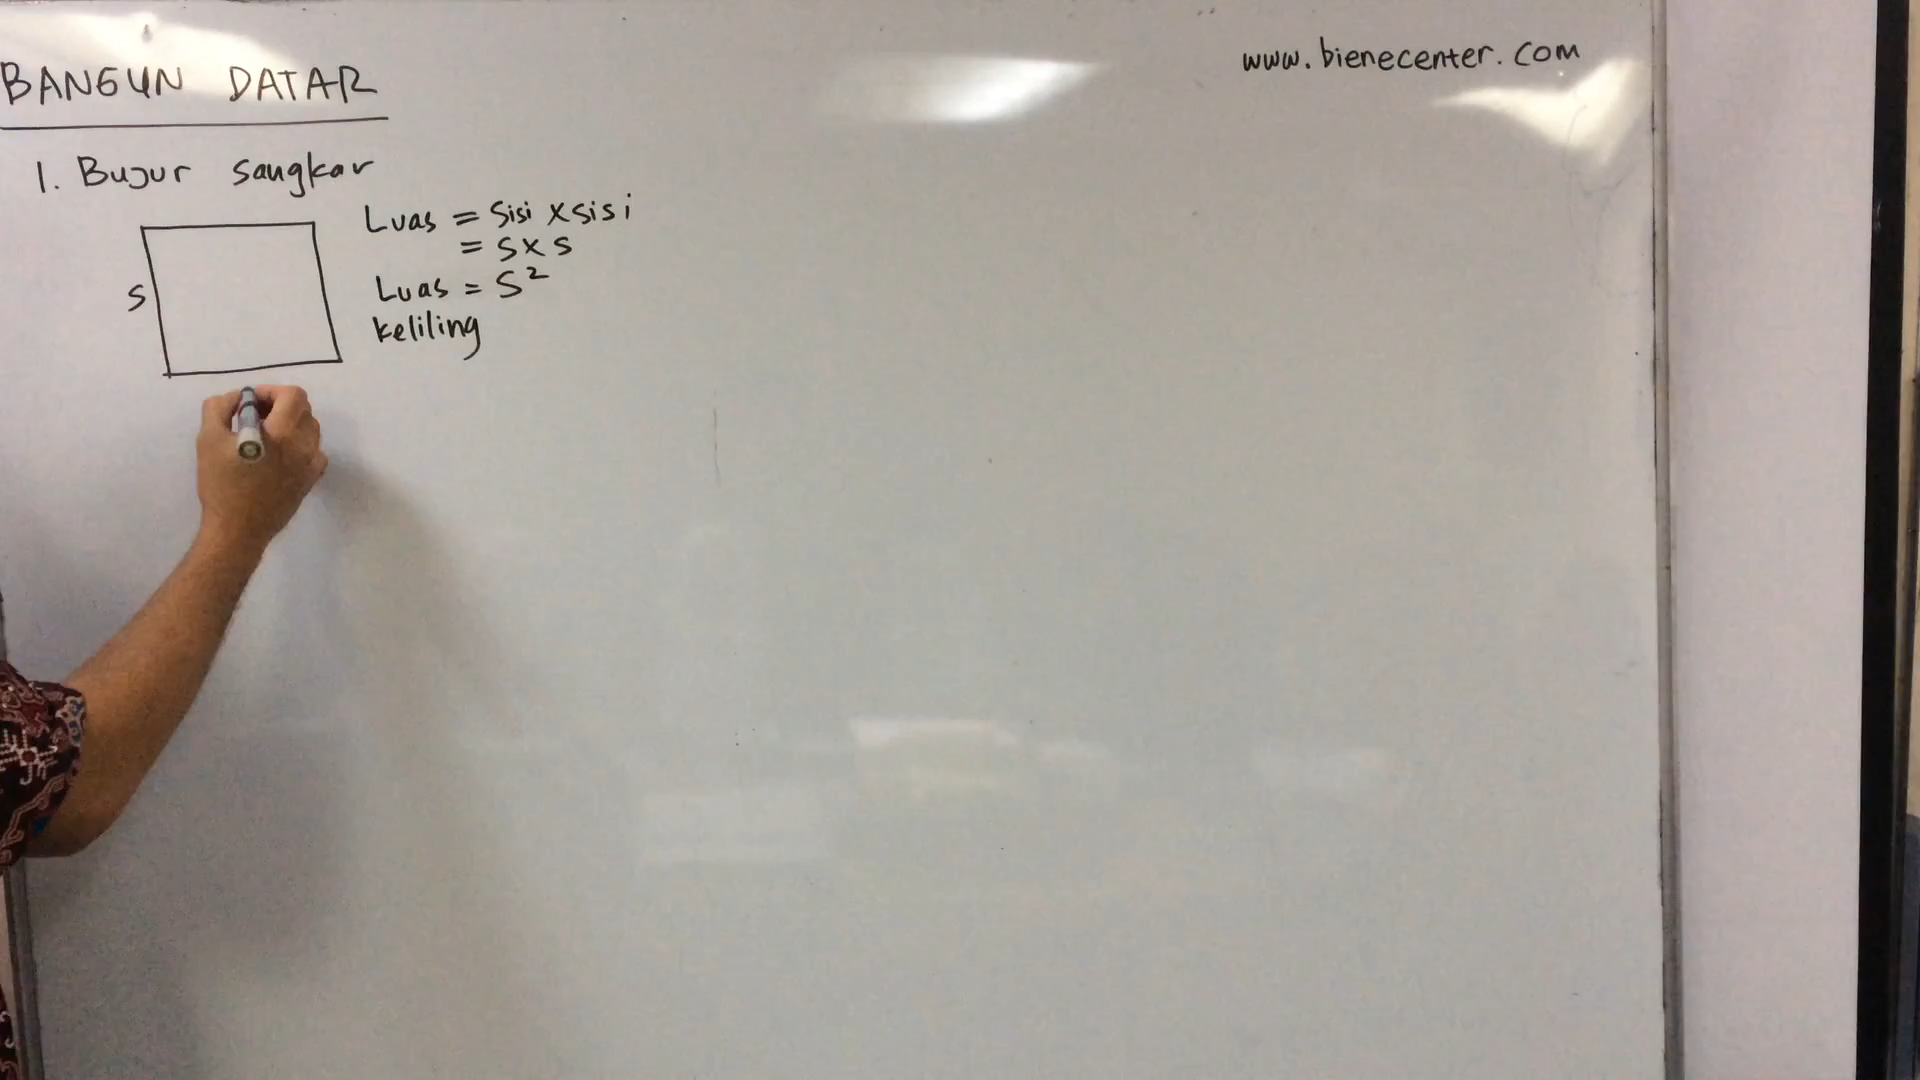 BANGUN DATAR
www.bienecenter.com
1. Bujur sangkar
Luas = sisi x sisi
= s x s
s
Luas = s²
keliling